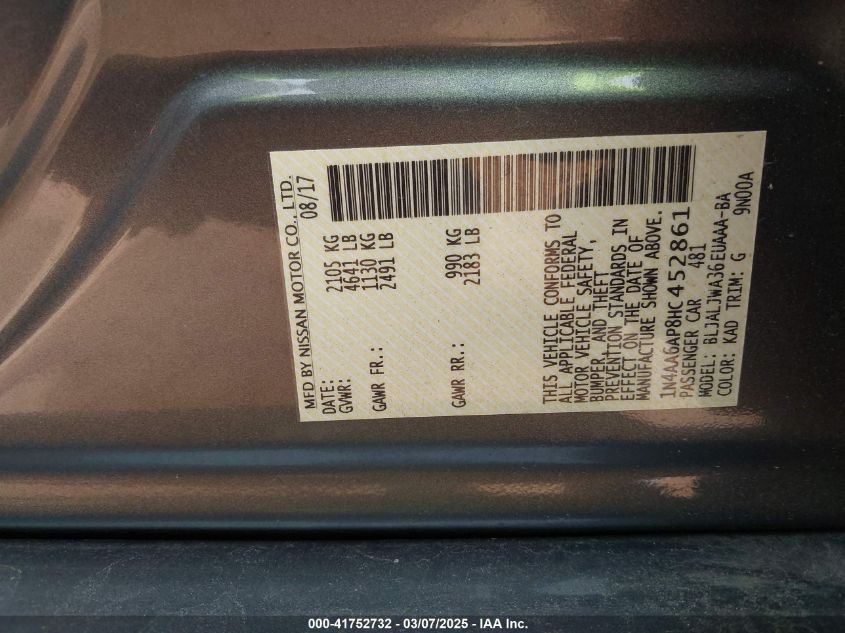 MFD BY NISSAN MOTOR CO., LTD.
DATE: 08/17
GVWR: 2105 KG
4641 LB
GAWR FR.: 1130 KG
2491 LB
GAWR RR.: 990 KG
2183 LB
THIS VEHICLE CONFORMS TO
ALL APPLICABLE FEDERAL
MOTOR VEHICLE SAFETY,
BUMPER, AND THEFT
PREVENTION STANDARDS IN
EFFECT ON THE DATE OF
MANUFACTURE SHOWN ABOVE.
1N4AA6AP8HC452861
PASSENGER CAR 481
MODEL: BLJALJWA36EUAAA-BA
COLOR: KAD TRIM: G 9N00A
000-41752732 - 03/07/2025 - IAA Inc.